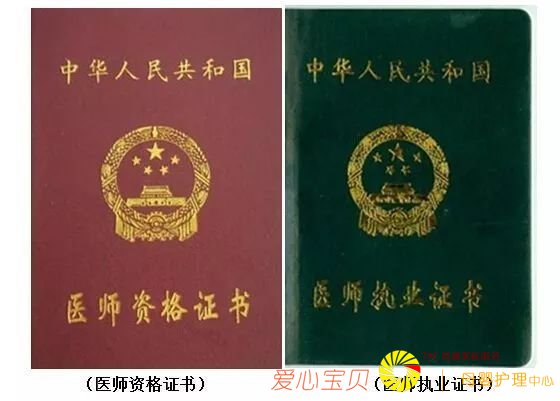 中华人民共和国
医师资格证书
中华人民共和国
医师执业证书
（医师资格证书）
（医师执业证书）
爱心宝贝
母婴护理中心